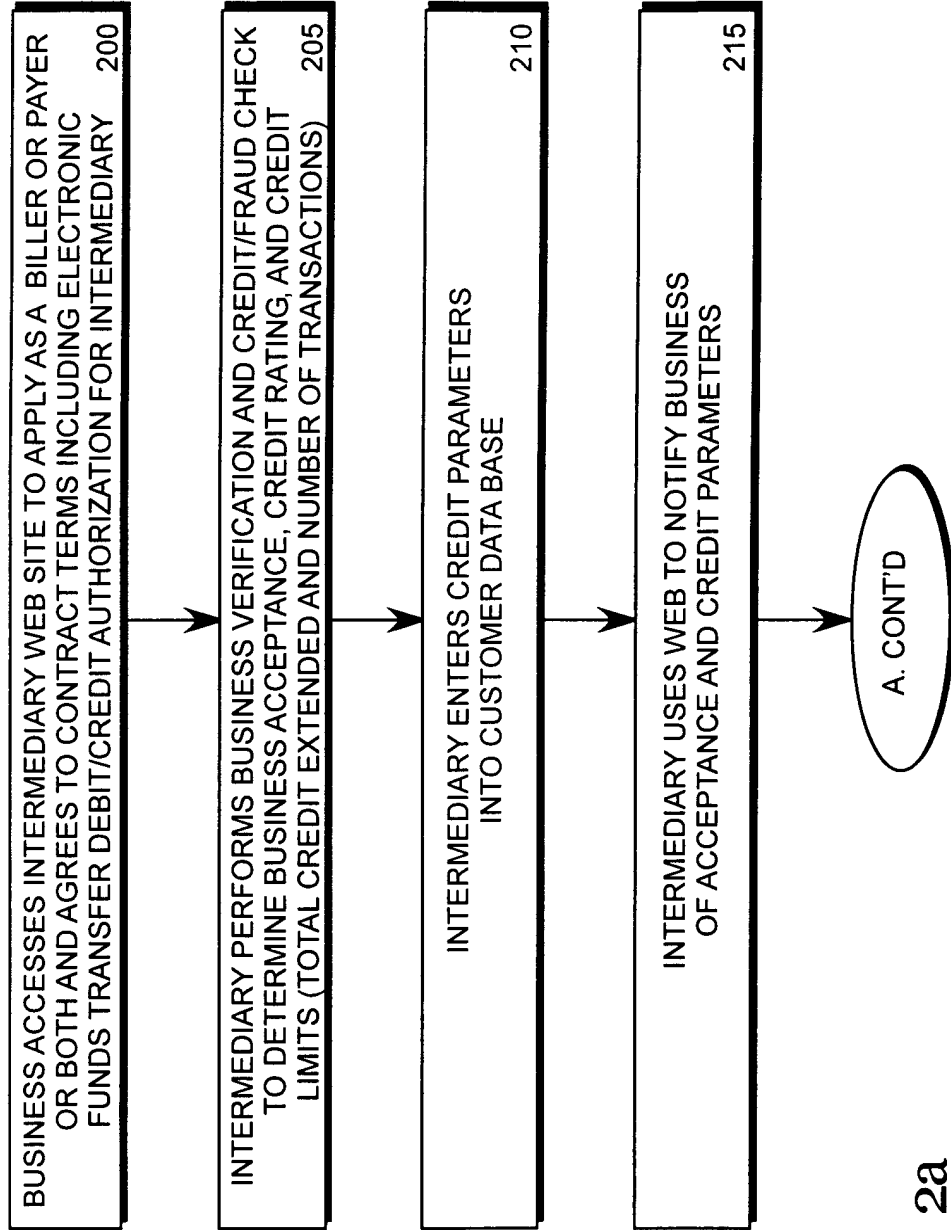 BUSINESS ACCESSES INTERMEDIARY WEB SITE TO APPLY AS A BILLER OR PAYER
OR BOTH AND AGREES TO CONTRACT TERMS INCLUDING ELECTRONIC
FUNDS TRANSFER DEBIT/CREDIT AUTHORIZATION FOR INTERMEDIARY
200
INTERMEDIARY PERFORMS BUSINESS VERIFICATION AND CREDIT/FRAUD CHECK
TO DETERMINE BUSINESS ACCEPTANCE, CREDIT RATING, AND CREDIT
LIMITS (TOTAL CREDIT EXTENDED AND NUMBER OF TRANSACTIONS)
205
INTERMEDIARY ENTERS CREDIT PARAMETERS
INTO CUSTOMER DATA BASE
210
INTERMEDIARY USES WEB TO NOTIFY BUSINESS
OF ACCEPTANCE AND CREDIT PARAMETERS
215
A. CONT'D
2a